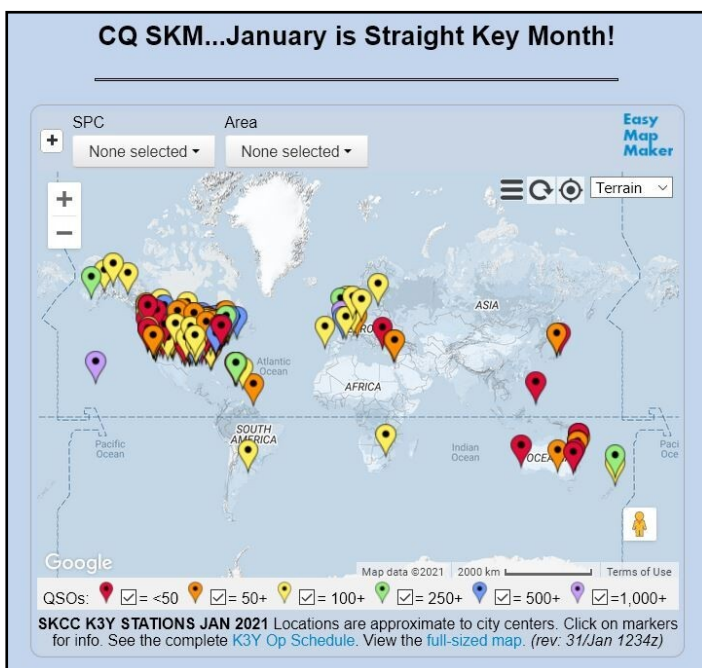 CQ SKM...January is Straight Key Month!
SPC
Area
Easy
Map
Maker
+
None selected
None selected
+
−
Terrain
ASIA
Atlantic
Ocean
AFRICA
Pacific
Ocean
SOUTH
AMERICA
Indian
Ocean
Google
Map data ©2021 2000 km Terms of Use
QSOs: = <50 = 50+ = 100+ = 250+ = 500+ =1,000+
SKCC K3Y STATIONS JAN 2021 Locations are approximate to city centers. Click on markers
for info. See the complete K3Y Op Schedule. View the full-sized map. (rev: 31/Jan 1234z)